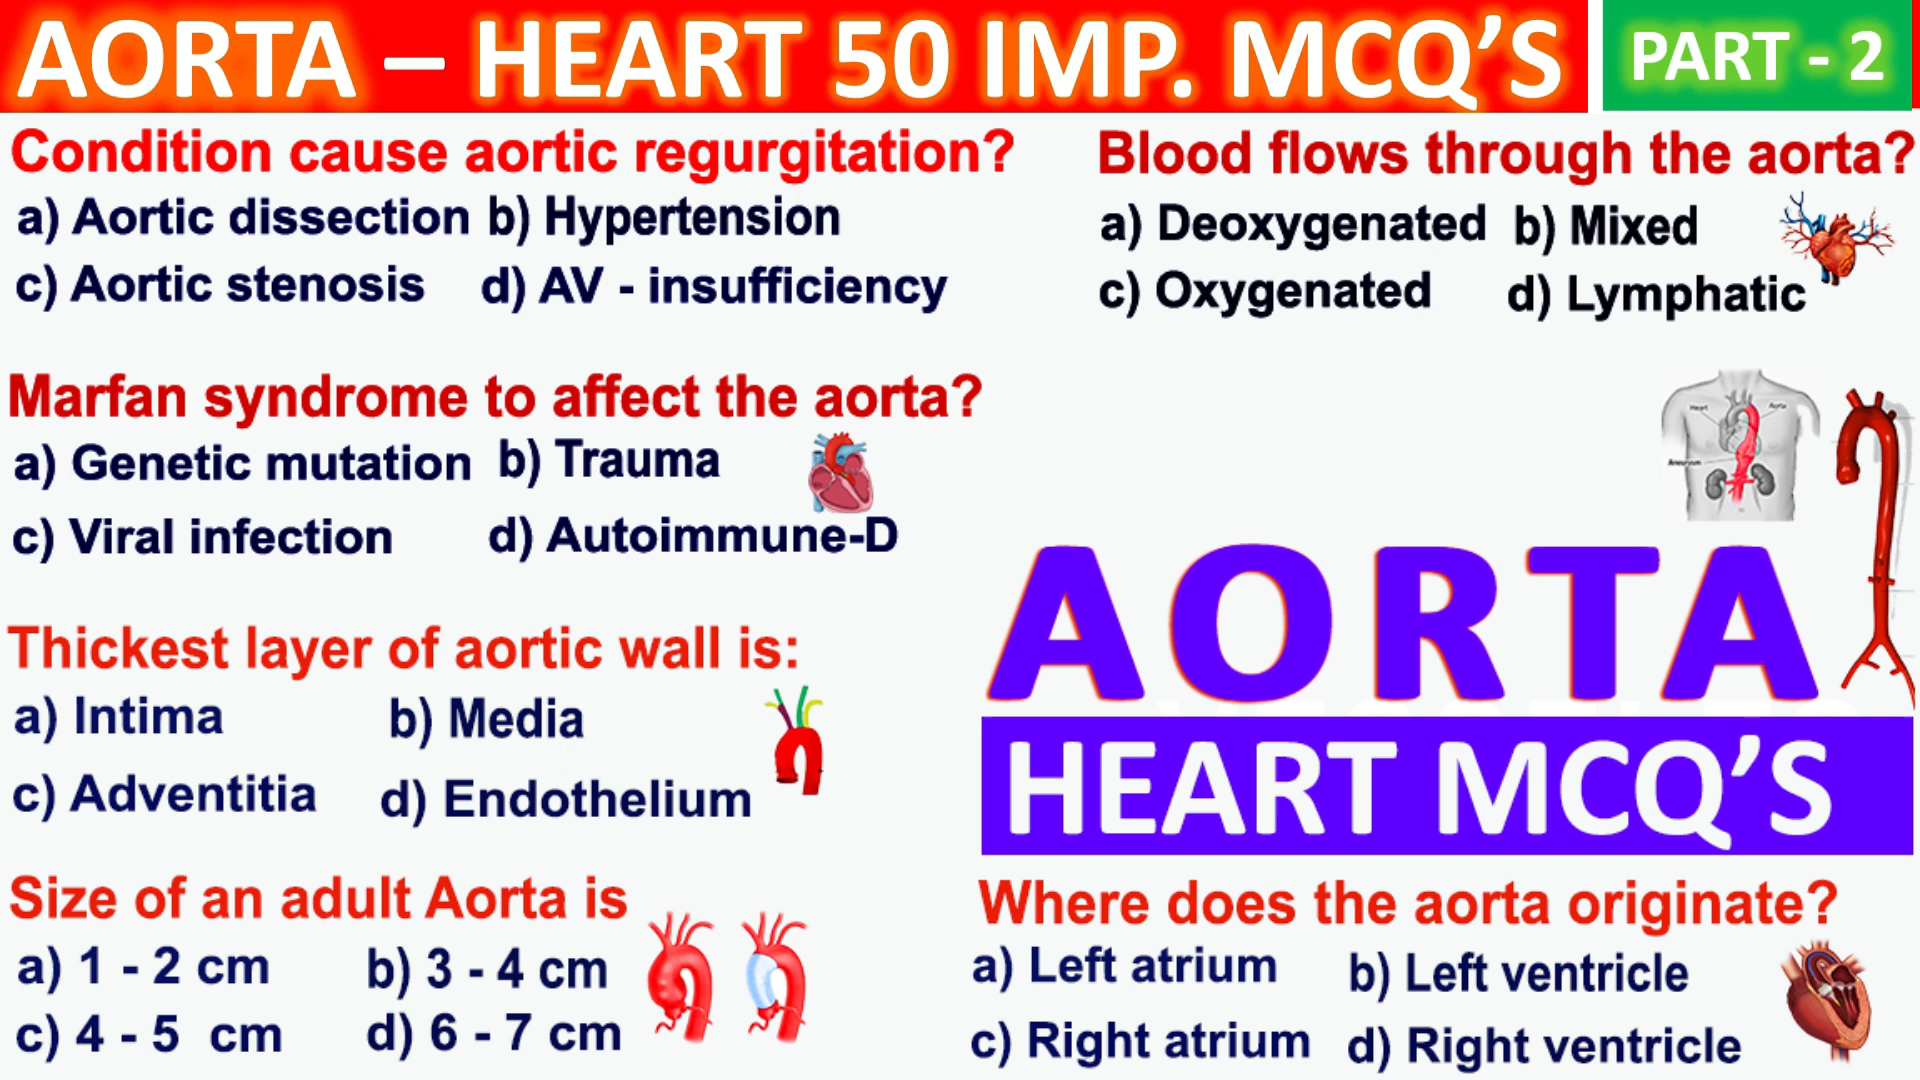 AORTA – HEART 50 IMP. MCQ’S
PART - 2
Condition cause aortic regurgitation?
a) Aortic dissection b) Hypertension
c) Aortic stenosis d) AV - insufficiency
Blood flows through the aorta?
a) Deoxygenated b) Mixed
c) Oxygenated d) Lymphatic
Marfan syndrome to affect the aorta?
a) Genetic mutation b) Trauma
c) Viral infection d) Autoimmune-D
Heart
Aorta
Aneurysm
AORTA
HEART MCQ’S
Thickest layer of aortic wall is:
a) Intima b) Media
c) Adventitia d) Endothelium
Size of an adult Aorta is
a) 1 - 2 cm b) 3 - 4 cm
c) 4 - 5 cm d) 6 - 7 cm
Where does the aorta originate?
a) Left atrium b) Left ventricle
c) Right atrium d) Right ventricle